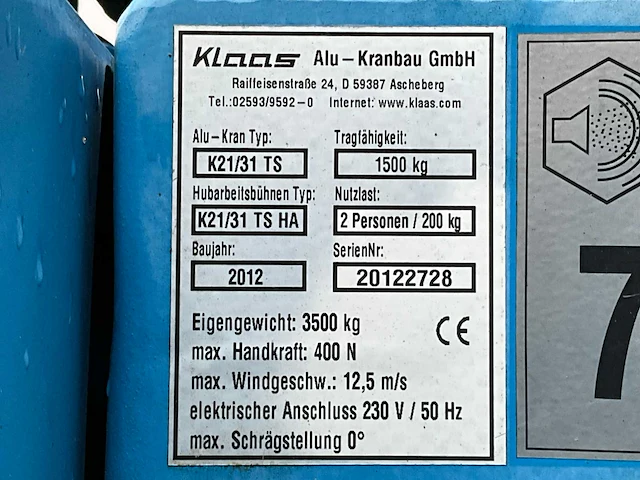 Klaas Alu-Kranbau GmbH
Raiffeisenstraße 24, D 59387 Ascheberg
Tel.:02593/9592-0 Internet: www.klaas.com
Alu-Kran Typ: Tragfähigkeit:
K21/31 TS 1500 kg
Hubarbeitsbühnen Typ: Nutzlast:
K21/31 TS HA 2 Personen / 200 kg
Baujahr: SerienNr:
2012 20122728
Eigengewicht: 3500 kg CE
max. Handkraft: 400 N
max. Windgeschw.: 12,5 m/s
elektrischer Anschluss 230 V / 50 Hz
max. Schrägstellung 0°
7